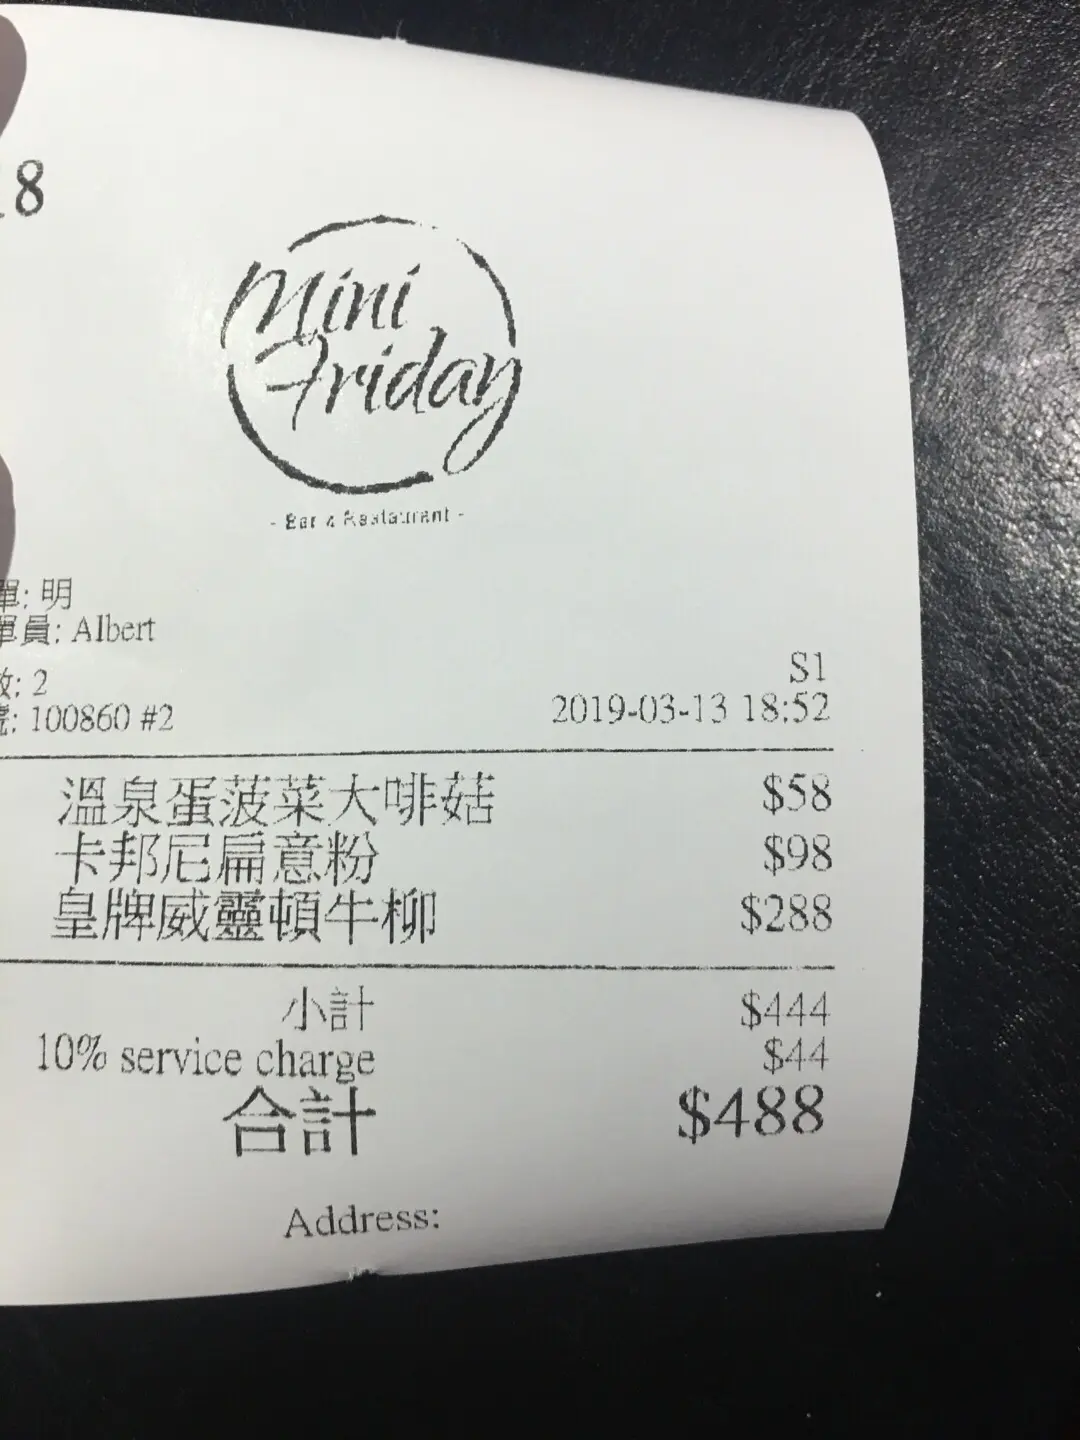 18
Mini
Friday
- Bar & Restaurant -
單: 明
單員: Albert
數: 2
S1
號: 100860 #2
2019-03-13 18:52
溫泉蛋菠菜大啡菇 $58
卡邦尼扁意粉 $98
皇牌威靈頓牛柳 $288
小計 $444
10% service charge $44
合計 $488
Address: